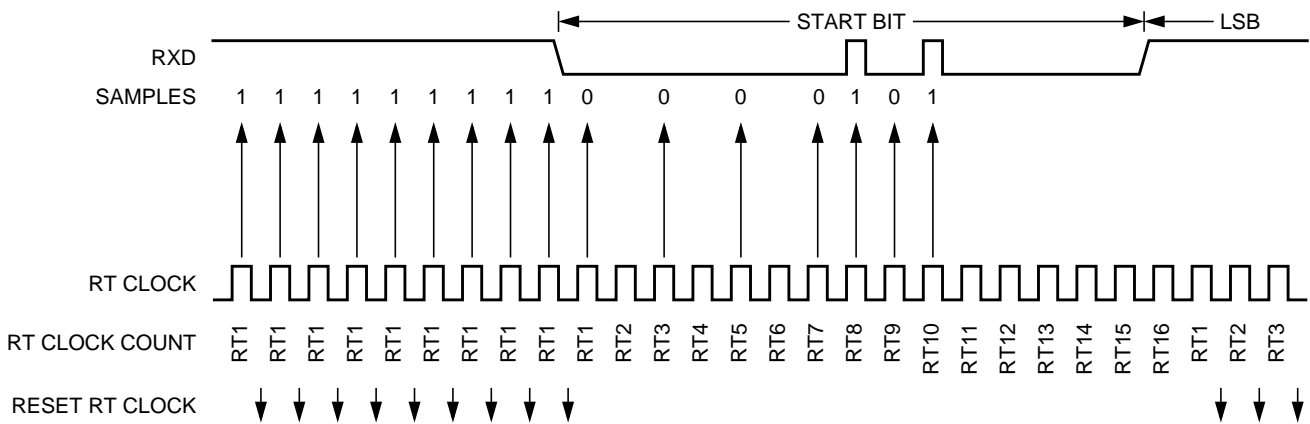 START BIT LSB
RXD
SAMPLES 1 1 1 1 1 1 1 1 1 0 0 0 0 1 0 1
RT CLOCK
RT CLOCK COUNT RT1 RT1 RT1 RT1 RT1 RT1 RT1 RT1 RT1 RT1 RT2 RT3 RT4 RT5 RT6 RT7 RT8 RT9 RT10 RT11 RT12 RT13 RT14 RT15 RT16 RT1 RT2 RT3
RESET RT CLOCK